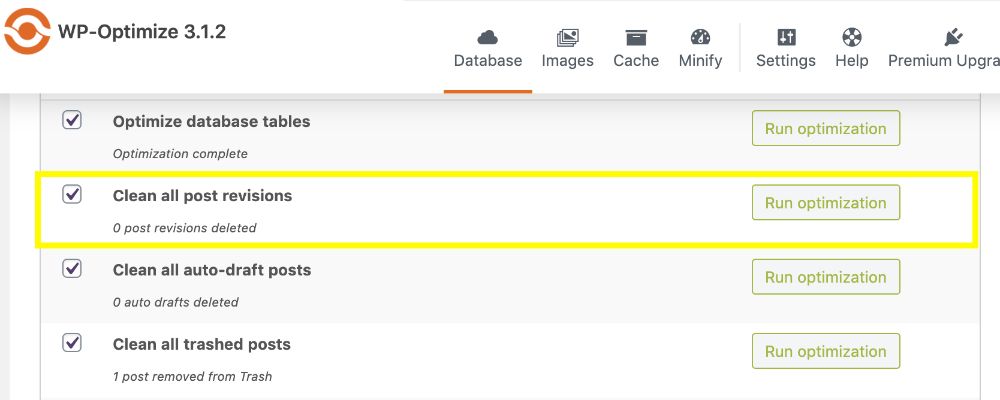 WP-Optimize 3.1.2
Database Images Cache Minify Settings Help Premium Upgra
Optimize database tables Run optimization
Optimization complete
Clean all post revisions Run optimization
0 post revisions deleted
Clean all auto-draft posts Run optimization
0 auto drafts deleted
Clean all trashed posts Run optimization
1 post removed from Trash